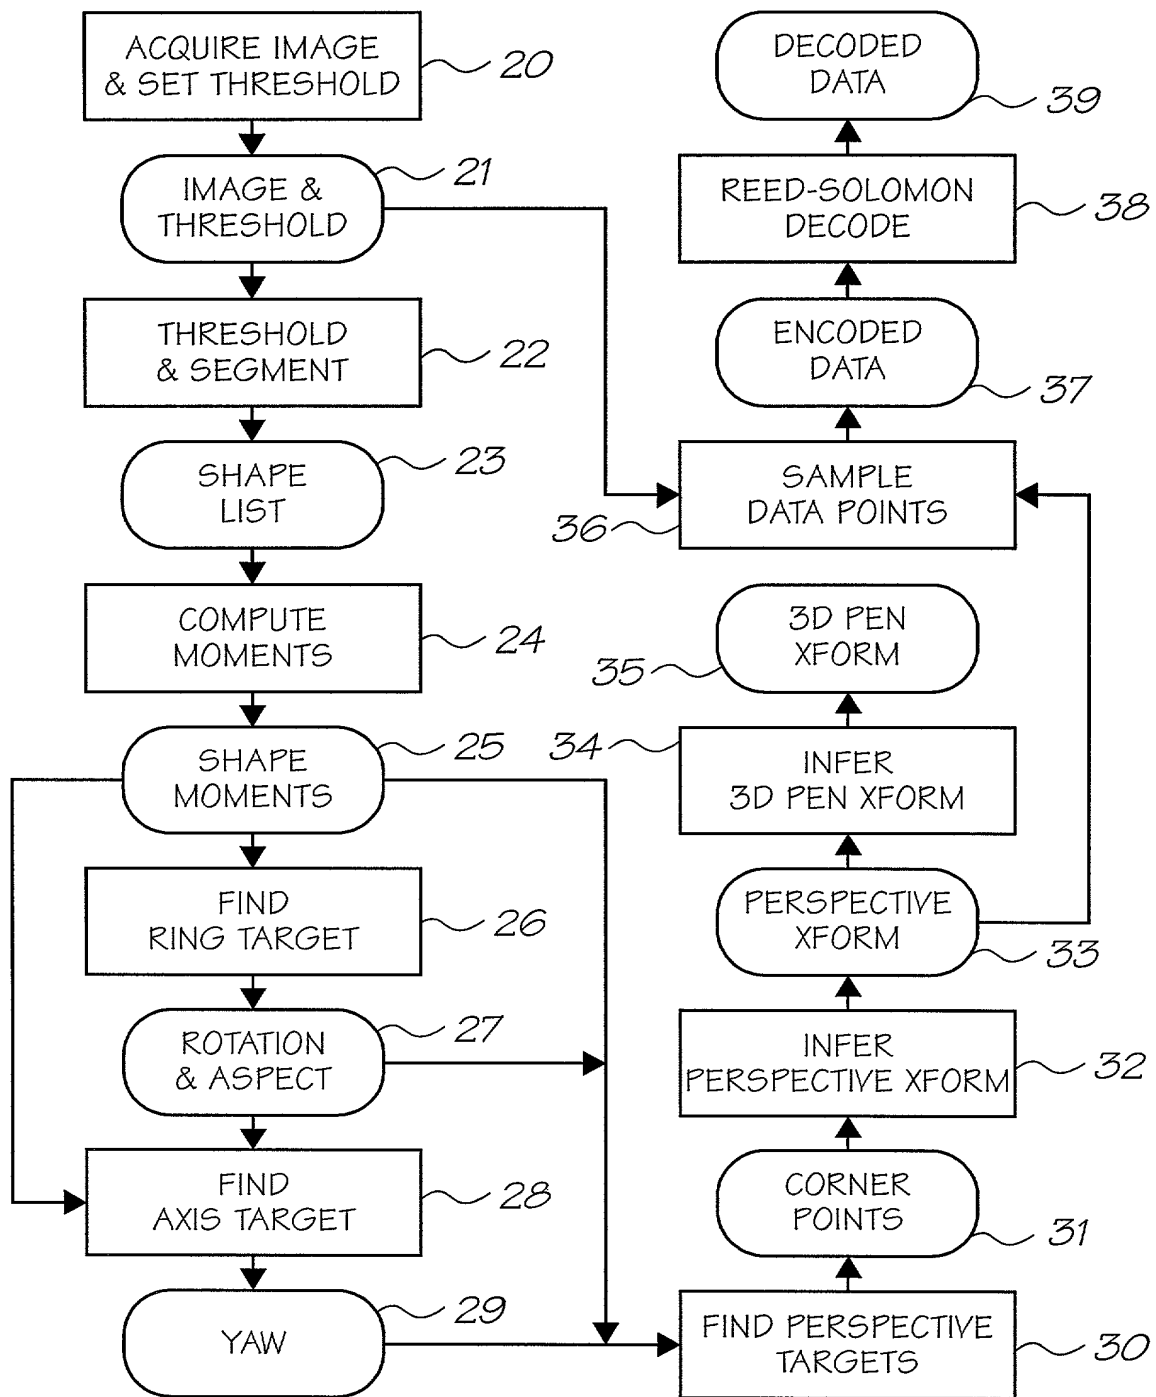 ACQUIRE IMAGE
& SET THRESHOLD
20
IMAGE &
THRESHOLD
21
THRESHOLD
& SEGMENT
22
SHAPE
LIST
23
COMPUTE
MOMENTS
24
SHAPE
MOMENTS
25
FIND
RING TARGET
26
ROTATION
& ASPECT
27
FIND
AXIS TARGET
28
YAW
29
DECODED
DATA
39
REED-SOLOMON
DECODE
38
ENCODED
DATA
37
SAMPLE
DATA POINTS
36
3D PEN
XFORM
35
34
INFER
3D PEN XFORM
PERSPECTIVE
XFORM
33
INFER
PERSPECTIVE XFORM
32
CORNER
POINTS
31
FIND PERSPECTIVE
TARGETS
30